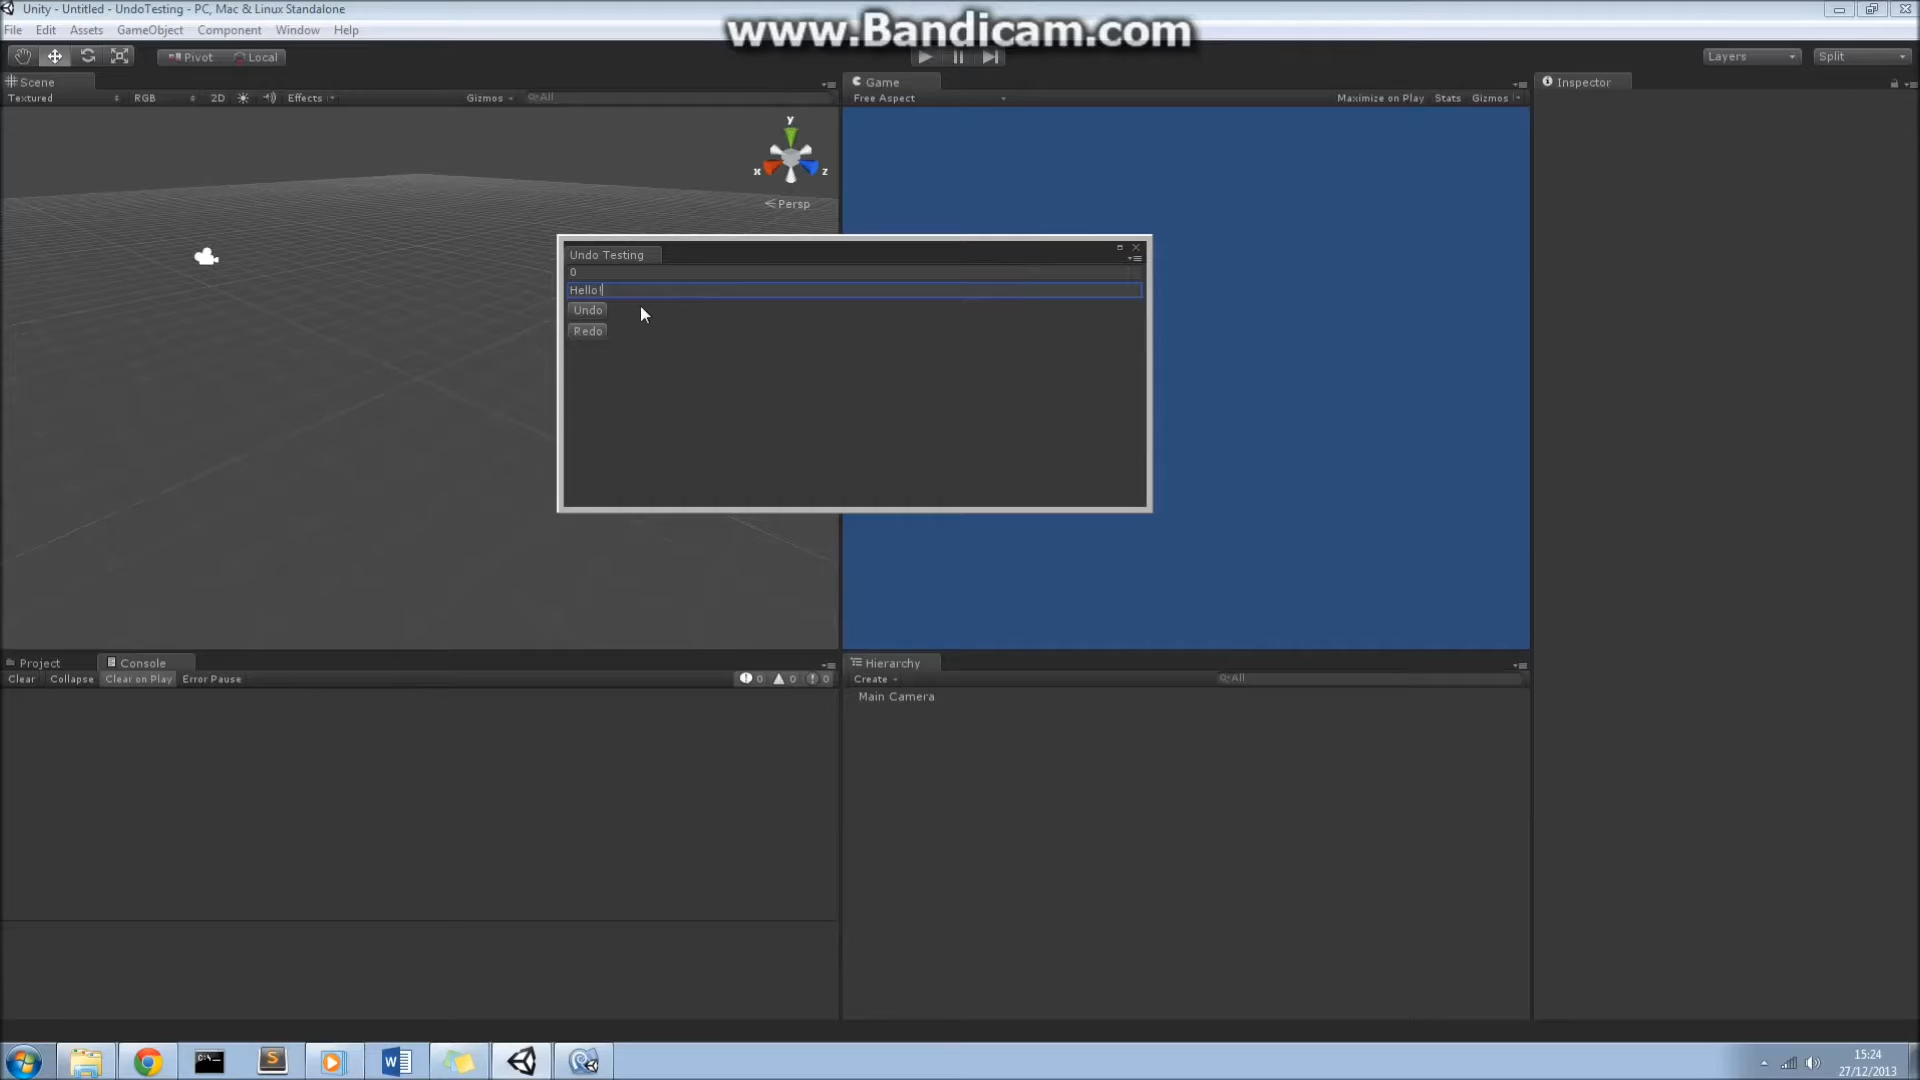 Unity - Untitled - UndoTesting - PC, Mac & Linux Standalone
www.Bandicam.com
File Edit Assets GameObject Component Window Help
Pivot Local
Layers Split
Scene
Game
Inspector
Textured RGB 2D Effects Gizmos All
Free Aspect Maximize on Play Stats Gizmos
y
x z
Persp
Undo Testing
0
Hello!
Undo
Redo
Project Console
Hierarchy
Clear Collapse Clear on Play Error Pause 0 0 0
Create All
Main Camera
C:\
S
W
15:24
27/12/2013